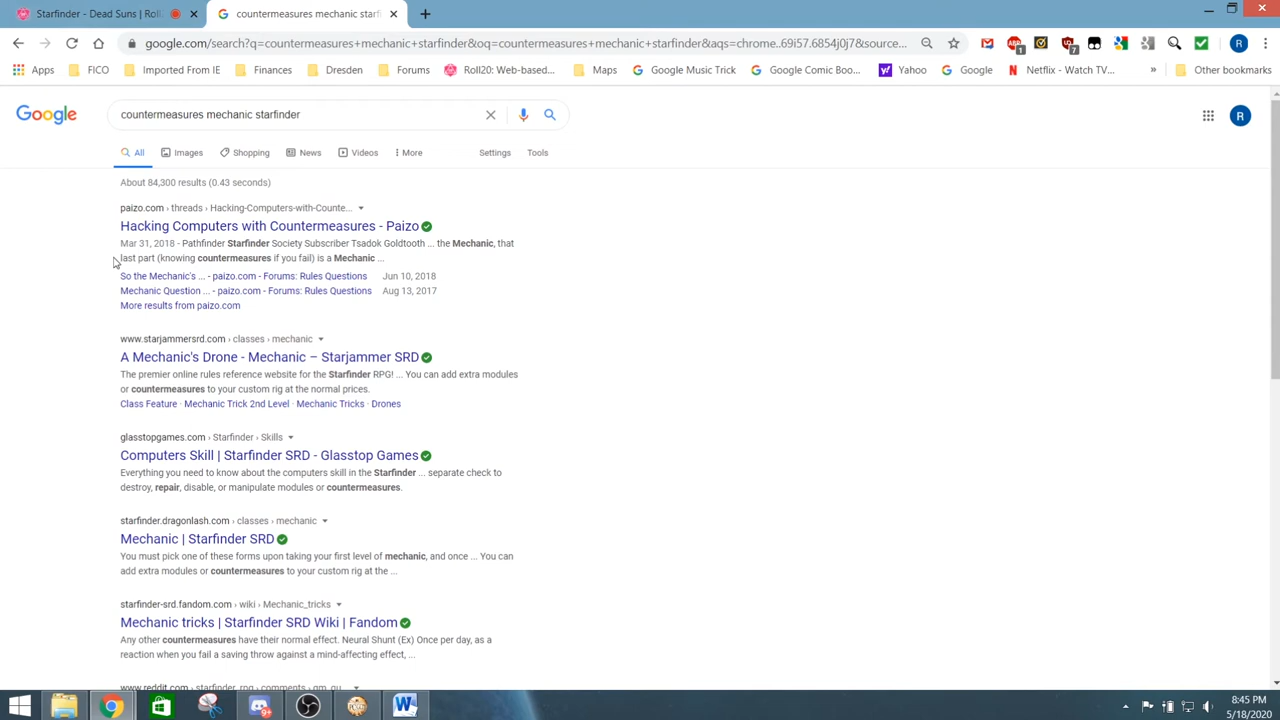 Starfinder - Dead Suns | Roll
countermeasures mechanic starfi
google.com/search?q=countermeasures+mechanic+starfinder&oq=countermeasures+mechanic+starfinder&aqs=chrome..69i57.6854j0j7&source...
Apps
FICO
Imported From IE
Finances
Dresden
Forums
Roll20: Web-based...
Maps
Google Music Trick
Google Comic Boo...
Yahoo
Google
Netflix - Watch TV...
»
Other bookmarks
Google
countermeasures mechanic starfinder
R
All
Images
Shopping
News
Videos
More
Settings
Tools
About 84,300 results (0.43 seconds)
paizo.com › threads › Hacking-Computers-with-Counte...
Hacking Computers with Countermeasures - Paizo
Mar 31, 2018 - Pathfinder Starfinder Society Subscriber Tsadok Goldtooth ... the Mechanic, that
last part (knowing countermeasures if you fail) is a Mechanic ...
So the Mechanic's ... - paizo.com - Forums: Rules Questions Jun 10, 2018
Mechanic Question ... - paizo.com - Forums: Rules Questions Aug 13, 2017
More results from paizo.com
www.starjammersrd.com › classes › mechanic
A Mechanic's Drone - Mechanic – Starjammer SRD
The premier online rules reference website for the Starfinder RPG! ... You can add extra modules
or countermeasures to your custom rig at the normal prices.
Class Feature · Mechanic Trick 2nd Level · Mechanic Tricks · Drones
glasstopgames.com › Starfinder › Skills
Computers Skill | Starfinder SRD - Glasstop Games
Everything you need to know about the computers skill in the Starfinder ... separate check to
destroy, repair, disable, or manipulate modules or countermeasures.
starfinder.dragonlash.com › classes › mechanic
Mechanic | Starfinder SRD
You must pick one of these forms upon taking your first level of mechanic, and once ... You can
add extra modules or countermeasures to your custom rig at the ...
starfinder-srd.fandom.com › wiki › Mechanic_tricks
Mechanic tricks | Starfinder SRD Wiki | Fandom
Any other countermeasures have their normal effect. Neural Shunt (Ex) Once per day, as a
reaction when you fail a saving throw against a mind-affecting effect, ...
www.reddit.com › starfinder_rpg › comments › gm_qu
8:45 PM
5/18/2020